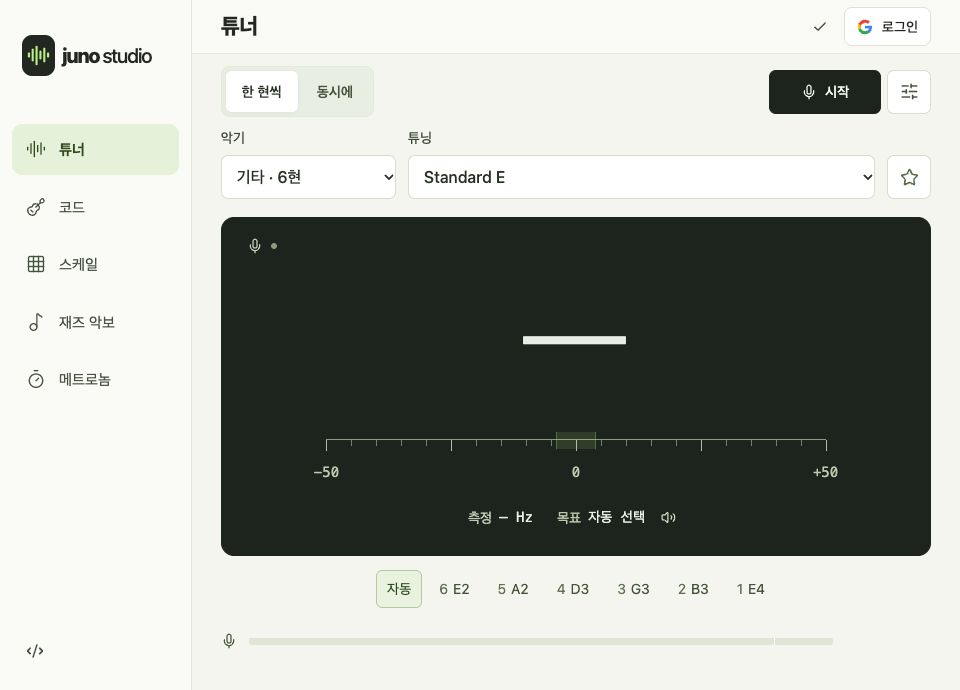 juno studio
튜너
코드
스케일
재즈 악보
메트로놈
튜너
로그인
한 현씩
동시에
시작
악기
튜닝
기타 · 6현
Standard E
−50
0
+50
측정 — Hz 목표 자동 선택
자동
6 E2
5 A2
4 D3
3 G3
2 B3
1 E4